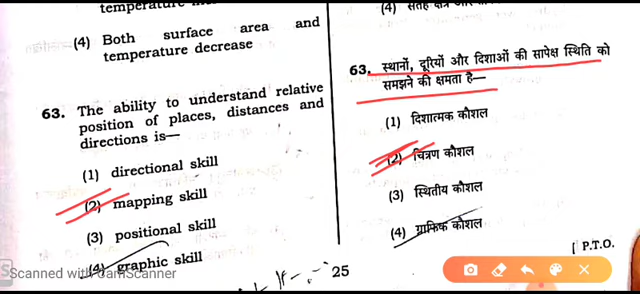 temperature
(4) Both surface area and
temperature decrease
63. The ability to understand relative
position of places, distances and
directions is—
(1) directional skill
(2) mapping skill
(3) positional skill
(4) graphic skill
(4) सतह
63. स्थानों, दूरियों और दिशाओं की सापेक्ष स्थिति को
समझने की क्षमता है—
(1) दिशात्मक कौशल
(2) चित्रण कौशल
(3) स्थितीय कौशल
(4) ग्राफिक कौशल
[ P.T.O.
25
Scanned with CamScanner